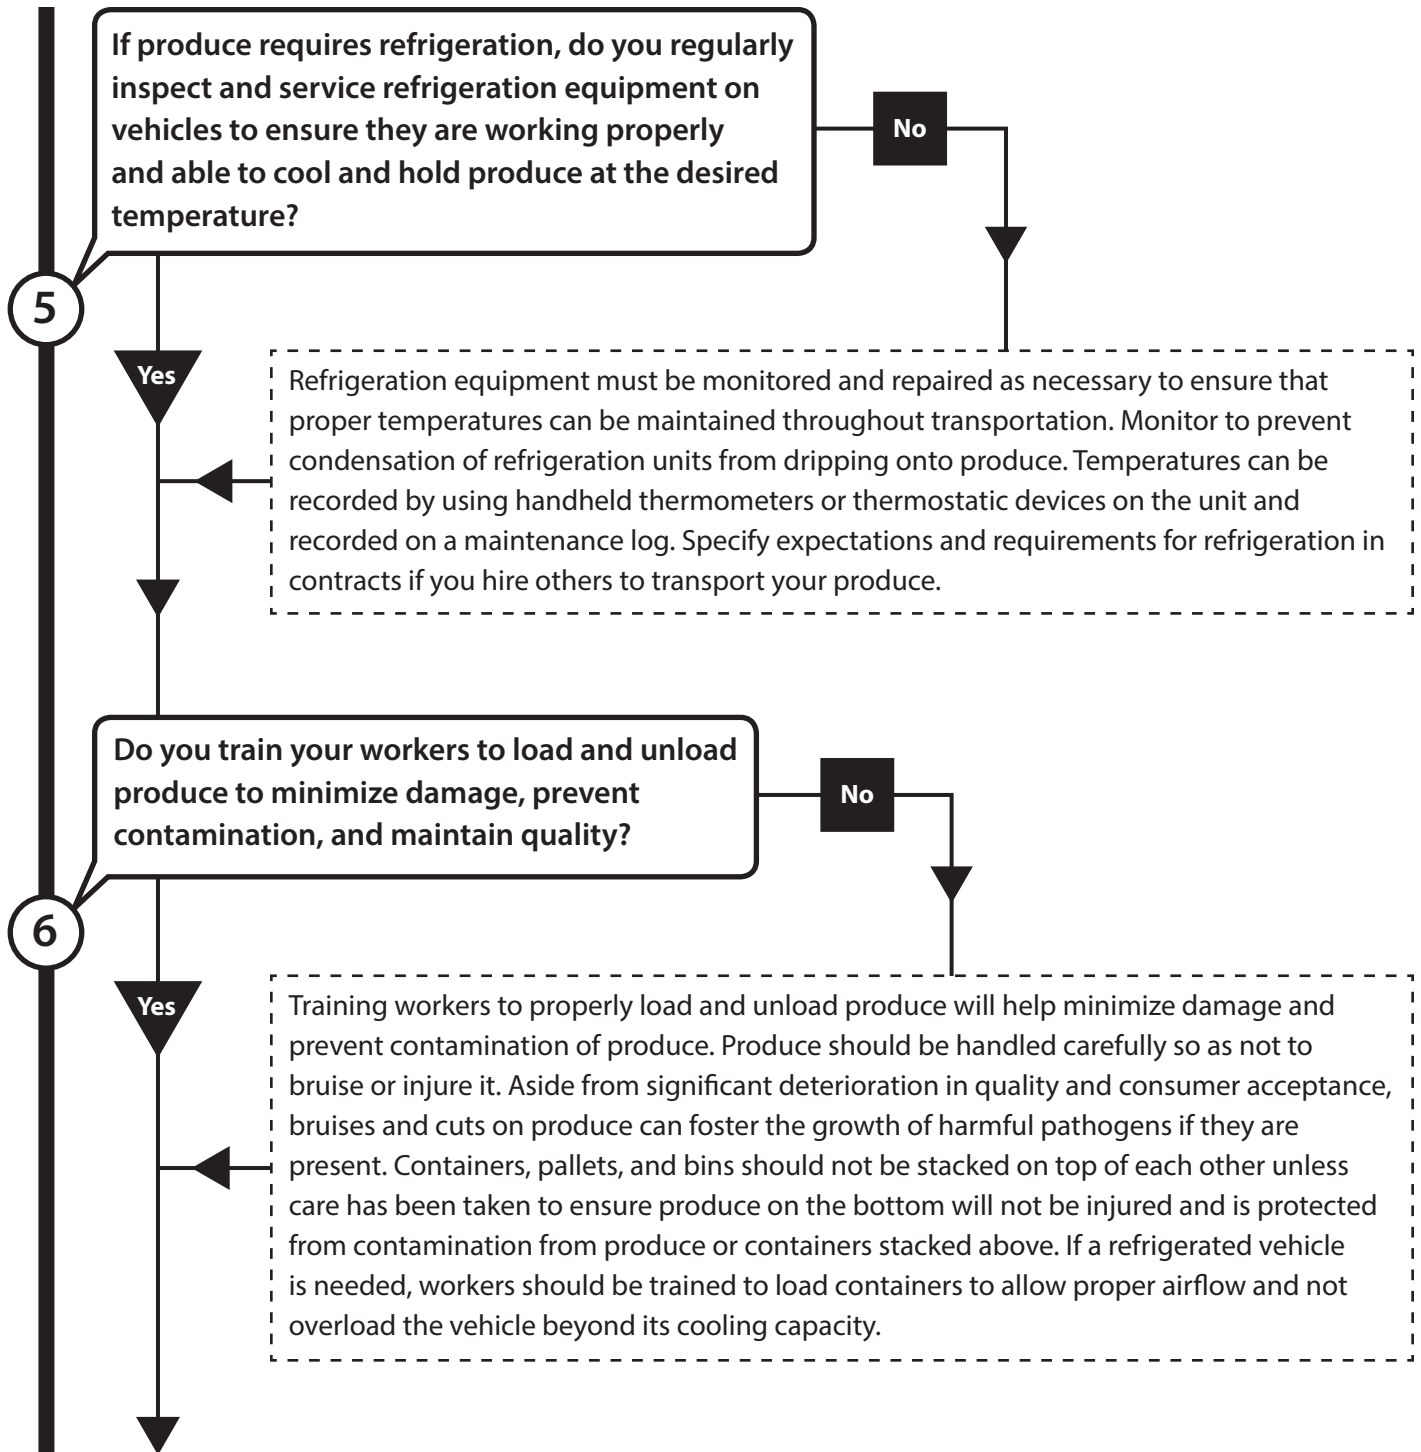 If produce requires refrigeration, do you regularly
inspect and service refrigeration equipment on
vehicles to ensure they are working properly
and able to cool and hold produce at the desired
temperature?
No
5
Yes
Refrigeration equipment must be monitored and repaired as necessary to ensure that
proper temperatures can be maintained throughout transportation. Monitor to prevent
condensation of refrigeration units from dripping onto produce. Temperatures can be
recorded by using handheld thermometers or thermostatic devices on the unit and
recorded on a maintenance log. Specify expectations and requirements for refrigeration in
contracts if you hire others to transport your produce.
Do you train your workers to load and unload
produce to minimize damage, prevent
contamination, and maintain quality?
No
6
Yes
Training workers to properly load and unload produce will help minimize damage and
prevent contamination of produce. Produce should be handled carefully so as not to
bruise or injure it. Aside from significant deterioration in quality and consumer acceptance,
bruises and cuts on produce can foster the growth of harmful pathogens if they are
present. Containers, pallets, and bins should not be stacked on top of each other unless
care has been taken to ensure produce on the bottom will not be injured and is protected
from contamination from produce or containers stacked above. If a refrigerated vehicle
is needed, workers should be trained to load containers to allow proper airflow and not
overload the vehicle beyond its cooling capacity.